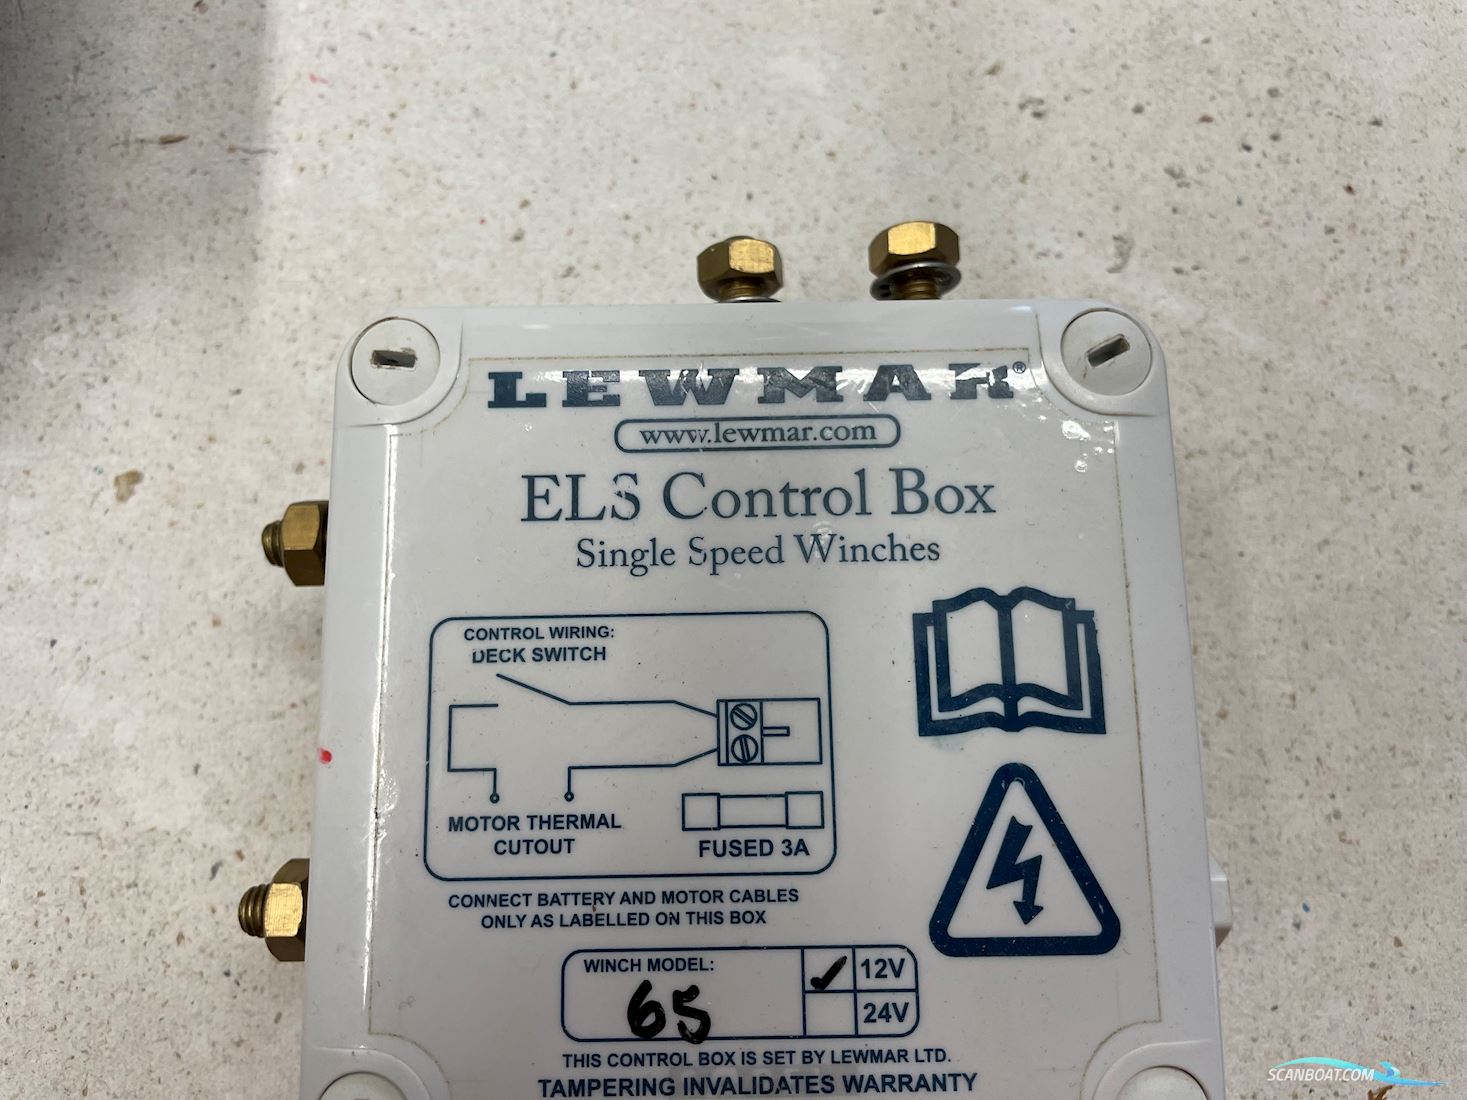 LEWMAR®
www.lewmar.com
ELS Control Box
Single Speed Winches
CONTROL WIRING:
DECK SWITCH
MOTOR THERMAL
CUTOUT
FUSED 3A
CONNECT BATTERY AND MOTOR CABLES
ONLY AS LABELLED ON THIS BOX
WINCH MODEL:
65
12V
24V
THIS CONTROL BOX IS SET BY LEWMAR LTD.
TAMPERING INVALIDATES WARRANTY
SCANBOAT.COM